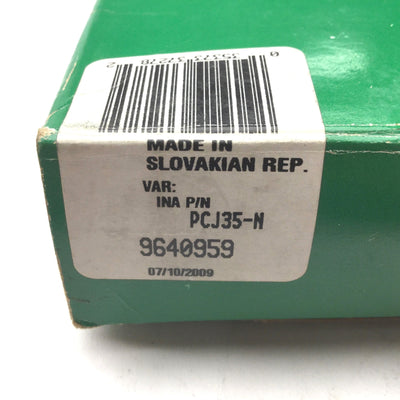 MADE IN
SLOVAKIAN REP.
VAR:
INA P/N
PCJ35-N
9640959
07/10/2009